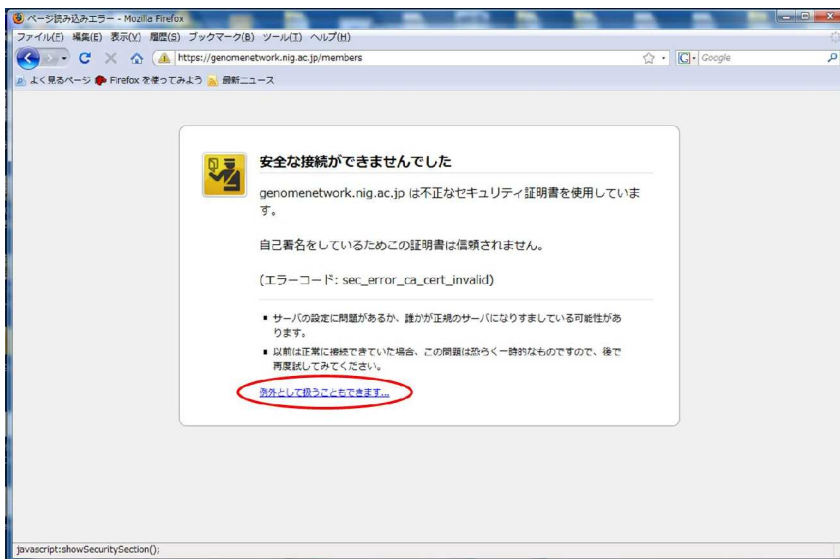 ページ読み込みエラー - Mozilla Firefox
ファイル(F) 編集(E) 表示(V) 履歴(S) ブックマーク(B) ツール(T) ヘルプ(H)
https://genomenetwork.nig.ac.jp/members
Google
よく見るページ Firefox を使ってみよう 最新ニュース
安全な接続ができませんでした
genomenetwork.nig.ac.jp は不正なセキュリティ証明書を使用していま
す。
自己署名をしているためこの証明書は信頼されません。
(エラーコード: sec_error_ca_cert_invalid)
▪ サーバの設定に問題があるか、誰かが正規のサーバになりすましている可能性があ
ります。
▪ 以前は正常に接続できていた場合、この問題は恐らく一時的なものですので、後で
再度試してみてください。
例外として扱うこともできます...
javascript:showSecuritySection();